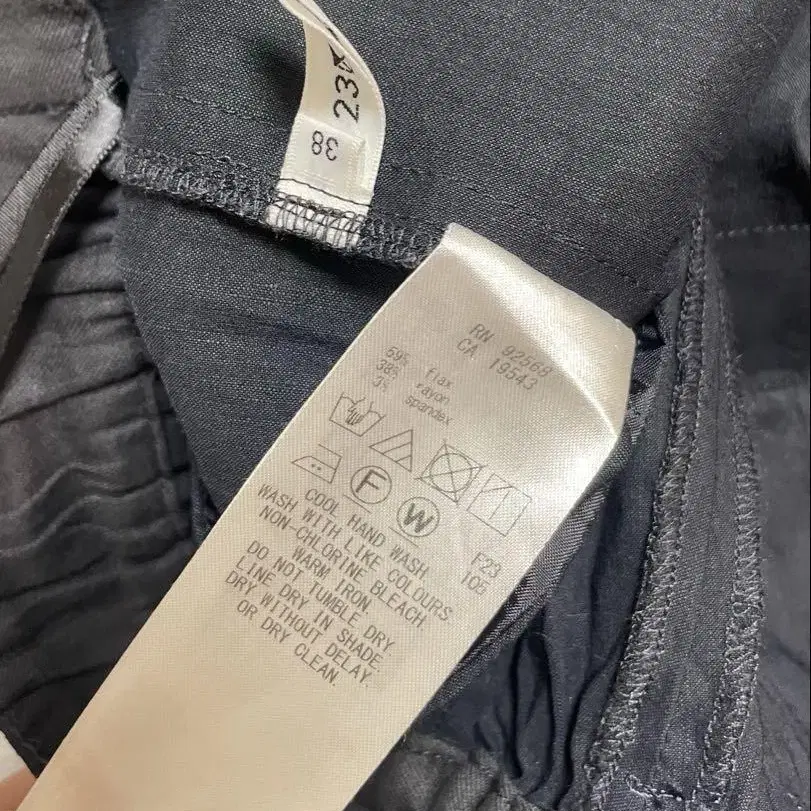 38
RN 92569
CA 19543
59% flax
38% rayon
3% spandex
F
W
COOL HAND WASH
WASH WITH LIKE COLOURS
NON-CHLORINE BLEACH
WARM IRON
DO NOT TUMBLE DRY
LINE DRY IN SHADE.
DRY WITHOUT DELAY.
OR DRY CLEAN.
F23